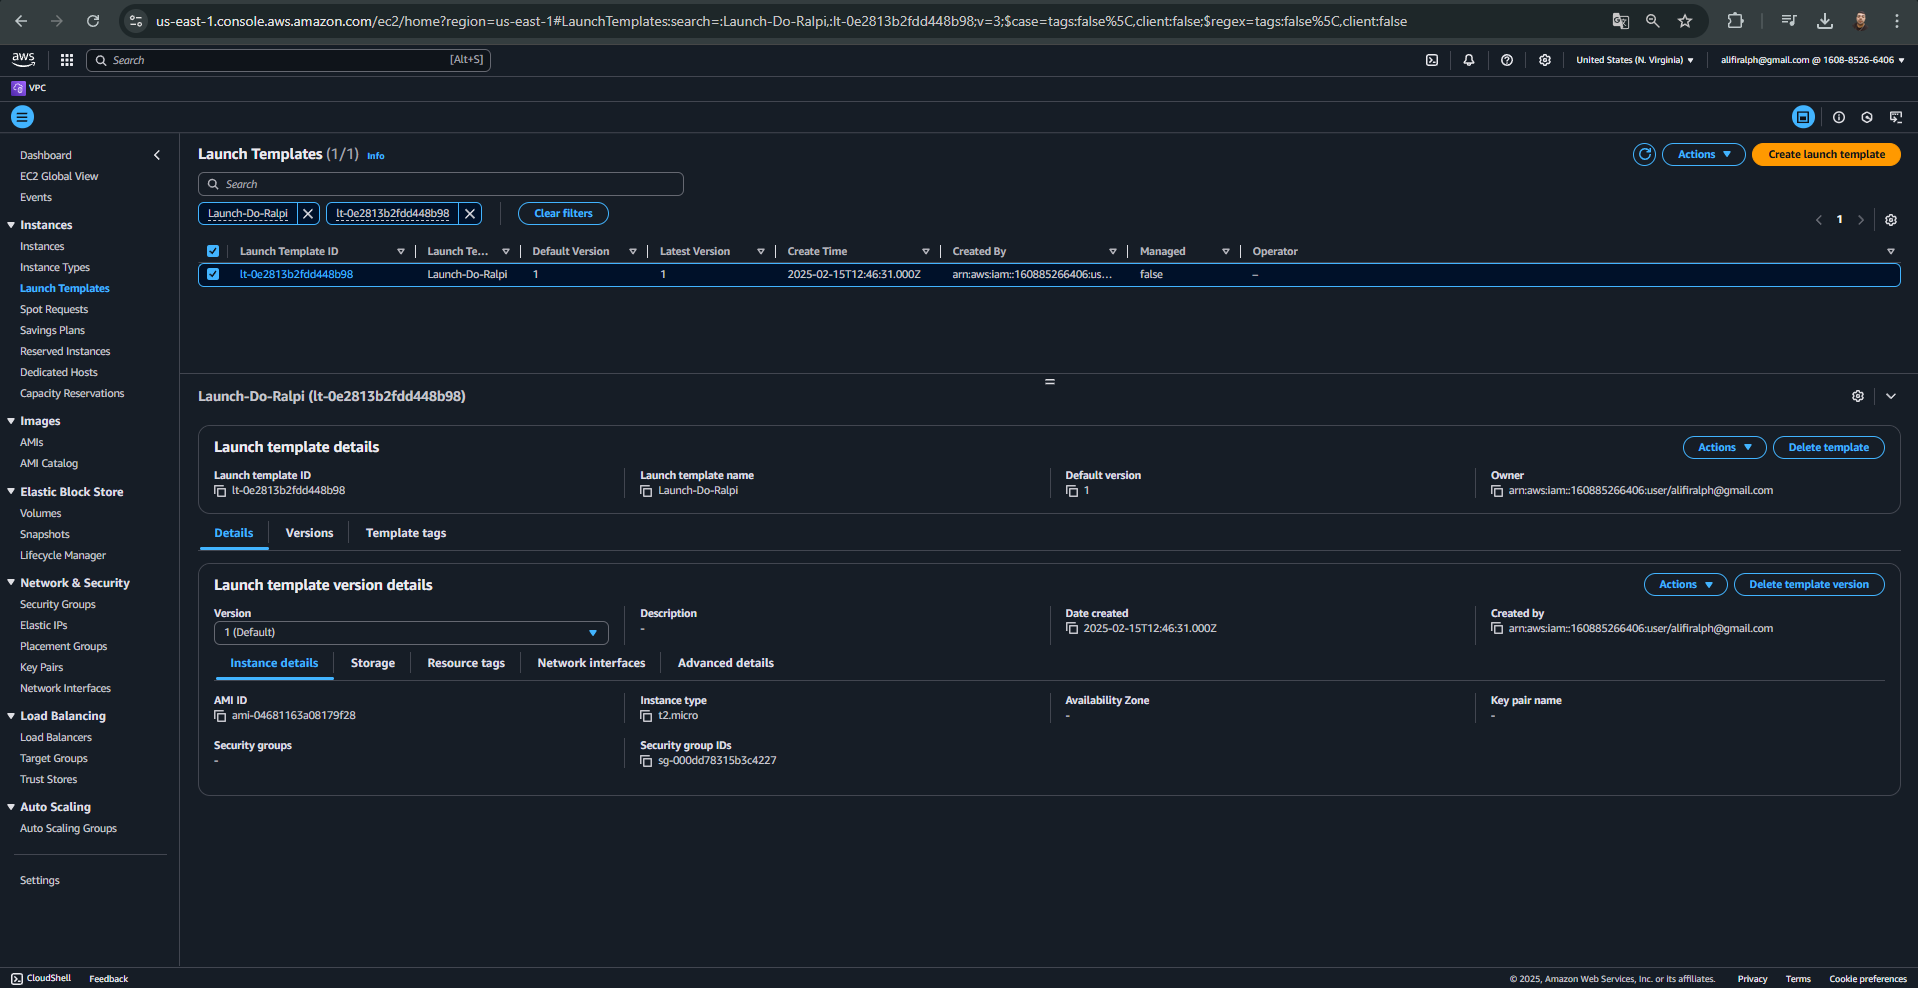 us-east-1.console.aws.amazon.com/ec2/home?region=us-east-1#LaunchTemplates:search=:Launch-Do-Ralpi,:lt-0e2813b2fdd448b98;v=3;$case=tags:false%5C,client:false;$regex=tags:false%5C,client:false
aws
Search [Alt+S]
United States (N. Virginia)
alifiralph@gmail.com @ 1608-8526-6406
VPC
Dashboard
EC2 Global View
Events
Instances
Instances
Instance Types
Launch Templates
Spot Requests
Savings Plans
Reserved Instances
Dedicated Hosts
Capacity Reservations
Images
AMIs
AMI Catalog
Elastic Block Store
Volumes
Snapshots
Lifecycle Manager
Network & Security
Security Groups
Elastic IPs
Placement Groups
Key Pairs
Network Interfaces
Load Balancing
Load Balancers
Target Groups
Trust Stores
Auto Scaling
Auto Scaling Groups
Settings
Launch Templates (1/1) Info
Actions
Create launch template
Search
Launch-Do-Ralpi
lt-0e2813b2fdd448b98
Clear filters
1
Launch Template ID Launch Te... Default Version Latest Version Create Time Created By Managed Operator
lt-0e2813b2fdd448b98 Launch-Do-Ralpi 1 1 2025-02-15T12:46:31.000Z arn:aws:iam::160885266406:us... false –
Launch-Do-Ralpi (lt-0e2813b2fdd448b98)
Launch template details
Actions
Delete template
Launch template ID Launch template name Default version Owner
lt-0e2813b2fdd448b98 Launch-Do-Ralpi 1 arn:aws:iam::160885266406:user/alifiralph@gmail.com
Details Versions Template tags
Launch template version details
Actions
Delete template version
Version Description Date created Created by
1 (Default) - 2025-02-15T12:46:31.000Z arn:aws:iam::160885266406:user/alifiralph@gmail.com
Instance details Storage Resource tags Network interfaces Advanced details
AMI ID Instance type Availability Zone Key pair name
ami-04681163a08179f28 t2.micro - -
Security groups Security group IDs
- sg-000dd78315b3c4227
CloudShell Feedback
© 2025, Amazon Web Services, Inc. or its affiliates. Privacy Terms Cookie preferences